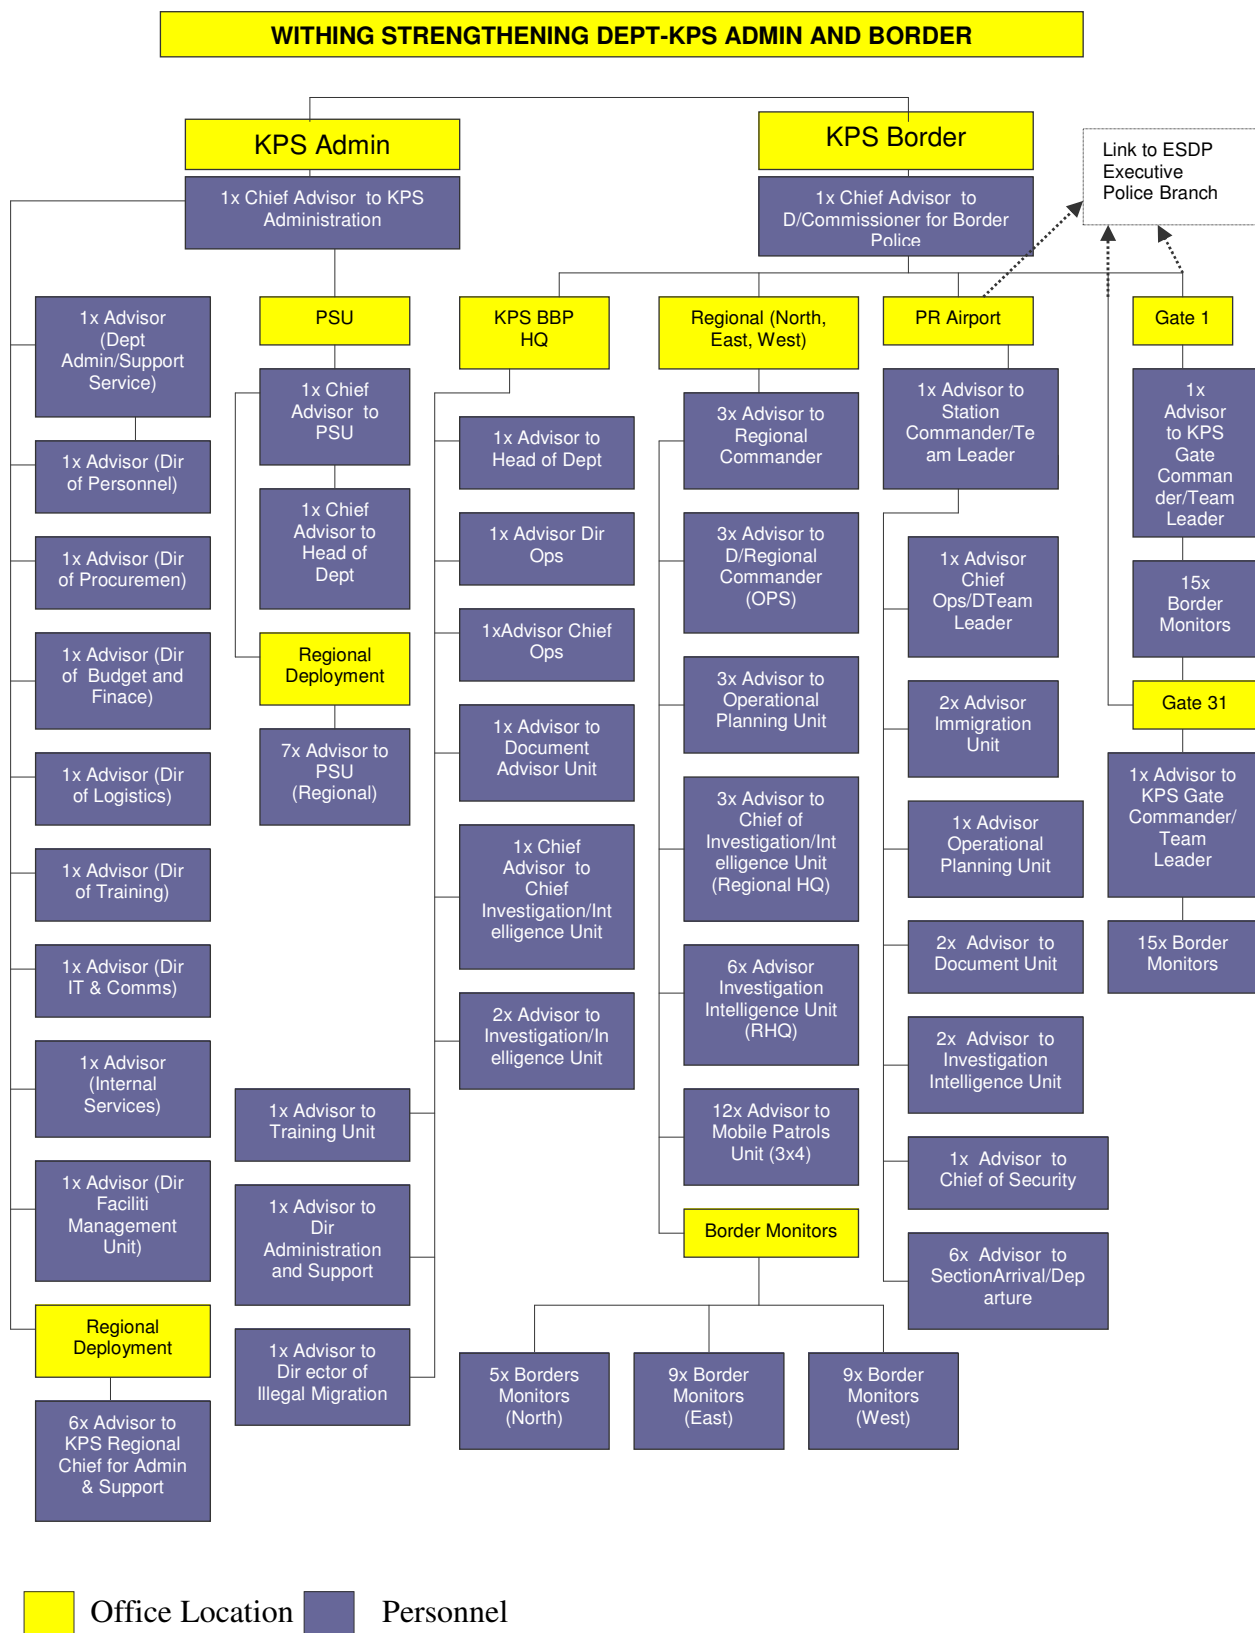 WITHING STRENGTHENING DEPT-KPS ADMIN AND BORDER
KPS Admin
1x Chief Advisor to KPS
Administration
KPS Border
1x Chief Advisor to
D/Commissioner for Border
Police
Link to ESDP
Executive
Police Branch
1x Advisor
(Dept
Admin/Support
Service)
1x Advisor (Dir
of Personnel)
1x Advisor (Dir
of Procuremen)
1x Advisor (Dir
of Budget and
Finace)
1x Advisor (Dir
of Logistics)
1x Advisor (Dir
of Training)
1x Advisor (Dir
IT & Comms)
1x Advisor
(Internal
Services)
1x Advisor (Dir
Faciliti
Management
Unit)
Regional
Deployment
6x Advisor to
KPS Regional
Chief for Admin
& Support
PSU
1x Chief
Advisor to
PSU
1x Chief
Advisor to
Head of
Dept
Regional
Deployment
7x Advisor to
PSU
(Regional)
KPS BBP
HQ
1x Advisor to
Head of Dept
1x Advisor Dir
Ops
1xAdvisor Chief
Ops
1x Advisor to
Document
Advisor Unit
1x Chief
Advisor to
Chief
Investigation/Int
elligence Unit
2x Advisor to
Investigation/In
elligence Unit
1x Advisor to
Training Unit
1x Advisor to
Dir
Administration
and Support
1x Advisor to
Dir ector of
Illegal Migration
Regional (North,
East, West)
3x Advisor to
Regional
Commander
3x Advisor to
D/Regional
Commander
(OPS)
3x Advisor to
Operational
Planning Unit
3x Advisor to
Chief of
Investigation/Int
elligence Unit
(Regional HQ)
6x Advisor
Investigation
Intelligence Unit
(RHQ)
12x Advisor to
Mobile Patrols
Unit (3x4)
Border Monitors
5x Borders
Monitors
(North)
9x Border
Monitors
(East)
9x Border
Monitors
(West)
PR Airport
1x Advisor to
Station
Commander/Te
am Leader
1x Advisor
Chief
Ops/DTeam
Leader
2x Advisor
Immigration
Unit
1x Advisor
Operational
Planning Unit
2x Advisor to
Document Unit
2x Advisor to
Investigation
Intelligence Unit
1x Advisor to
Chief of Security
6x Advisor to
SectionArrival/Dep
arture
Gate 1
1x
Advisor
to KPS
Gate
Comman
der/Team
Leader
15x
Border
Monitors
Gate 31
1x Advisor to
KPS Gate
Commander/
Team
Leader
15x Border
Monitors
Office Location
Personnel